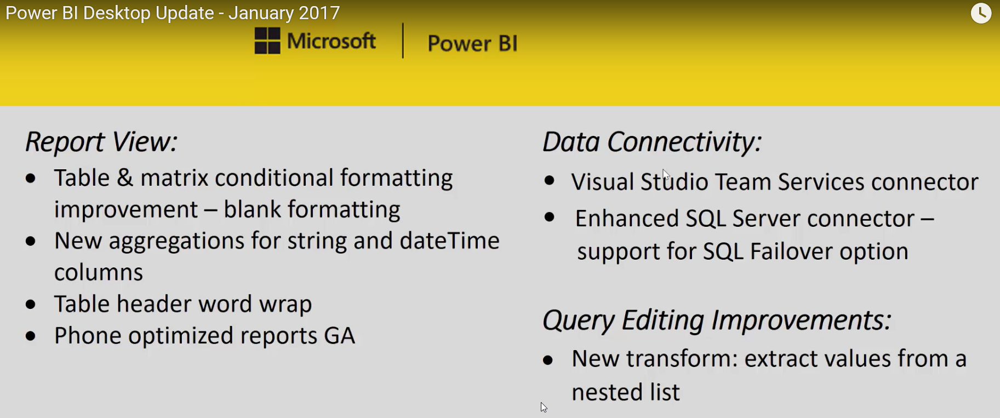 Power BI Desktop Update - January 2017
Microsoft
Power BI
Report View:
• Table & matrix conditional formatting
improvement – blank formatting
• New aggregations for string and dateTime
columns
• Table header word wrap
• Phone optimized reports GA
Data Connectivity:
• Visual Studio Team Services connector
• Enhanced SQL Server connector –
support for SQL Failover option
Query Editing Improvements:
• New transform: extract values from a
nested list